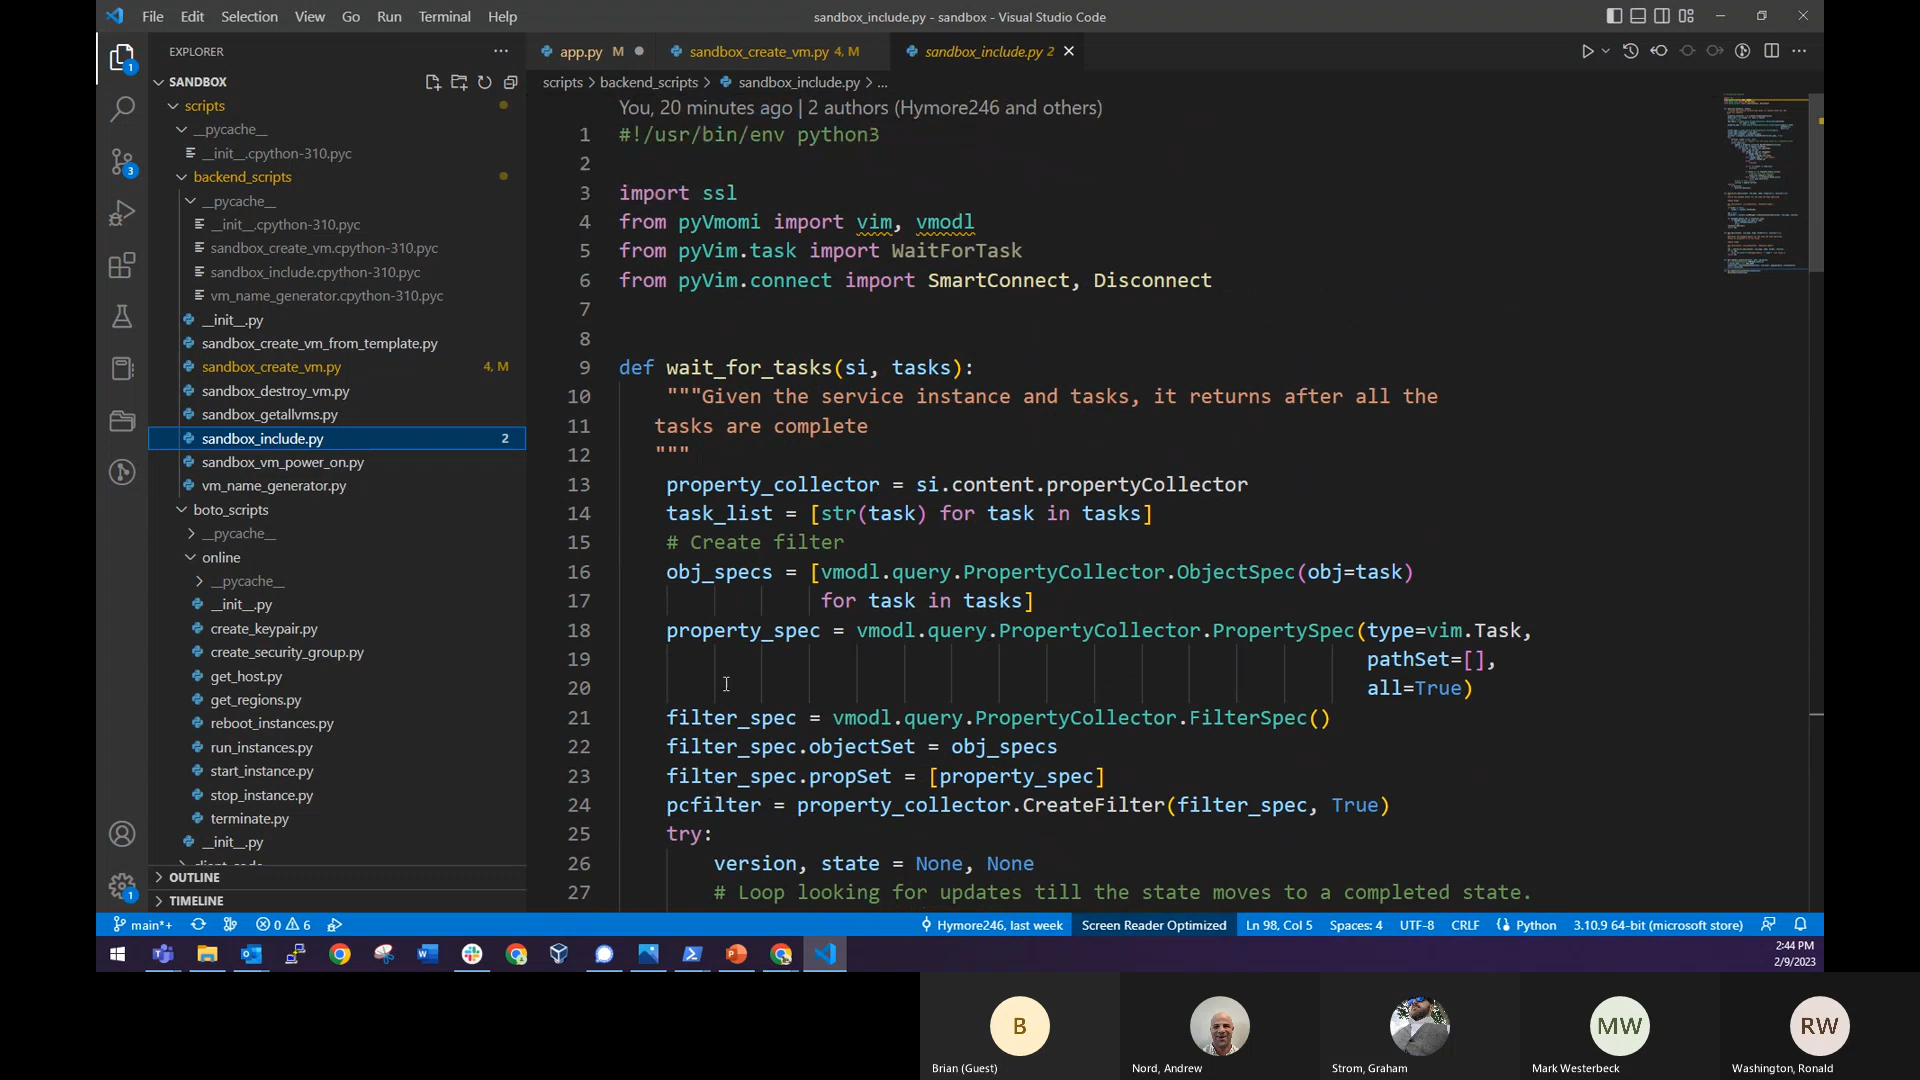 File Edit Selection View Go Run Terminal Help
sandbox_include.py - sandbox - Visual Studio Code
EXPLORER
SANDBOX
scripts
__pycache__
__init__.cpython-310.pyc
backend_scripts
__pycache__
__init__.cpython-310.pyc
sandbox_create_vm.cpython-310.pyc
sandbox_include.cpython-310.pyc
vm_name_generator.cpython-310.pyc
__init__.py
sandbox_create_vm_from_template.py
sandbox_create_vm.py 4, M
sandbox_destroy_vm.py
sandbox_getallvms.py
sandbox_include.py 2
sandbox_vm_power_on.py
vm_name_generator.py
boto_scripts
__pycache__
online
__pycache__
__init__.py
create_keypair.py
create_security_group.py
get_host.py
get_regions.py
reboot_instances.py
run_instances.py
start_instance.py
stop_instance.py
terminate.py
__init__.py
OUTLINE
TIMELINE
1
3
1
app.py M
sandbox_create_vm.py 4, M
sandbox_include.py 2
scripts > backend_scripts > sandbox_include.py > ...
You, 20 minutes ago | 2 authors (Hymore246 and others)
1 #!/usr/bin/env python3
2
3 import ssl
4 from pyVmomi import vim, vmodl
5 from pyVim.task import WaitForTask
6 from pyVim.connect import SmartConnect, Disconnect
7
8
9 def wait_for_tasks(si, tasks):
10 """Given the service instance and tasks, it returns after all the
11 tasks are complete
12 """
13 property_collector = si.content.propertyCollector
14 task_list = [str(task) for task in tasks]
15 # Create filter
16 obj_specs = [vmodl.query.PropertyCollector.ObjectSpec(obj=task)
17 for task in tasks]
18 property_spec = vmodl.query.PropertyCollector.PropertySpec(type=vim.Task,
19 pathSet=[],
20 all=True)
21 filter_spec = vmodl.query.PropertyCollector.FilterSpec()
22 filter_spec.objectSet = obj_specs
23 filter_spec.propSet = [property_spec]
24 pcfilter = property_collector.CreateFilter(filter_spec, True)
25 try:
26 version, state = None, None
27 # Loop looking for updates till the state moves to a completed state.
main*+ 0 6 Hymore246, last week Screen Reader Optimized Ln 98, Col 5 Spaces: 4 UTF-8 CRLF Python 3.10.9 64-bit (microsoft store)
2:44 PM
2/9/2023
B MW RW
Brian (Guest) Nord, Andrew Strom, Graham Mark Westerbeck Washington, Ronald